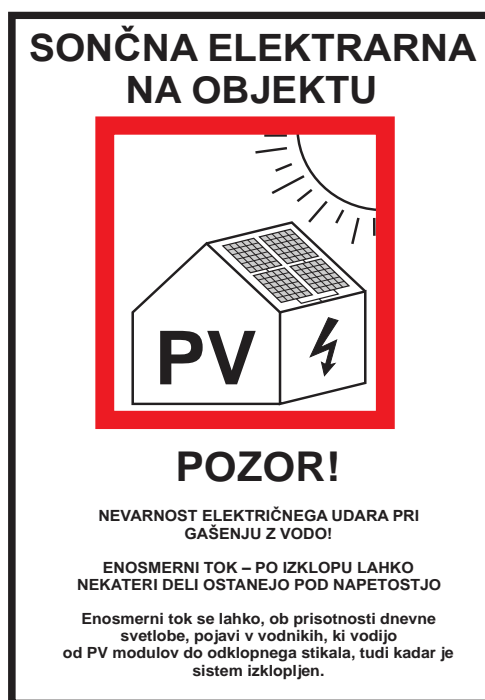 SONČNA ELEKTRARNA
NA OBJEKTU
PV
POZOR!
NEVARNOST ELEKTRIČNEGA UDARA PRI
GAŠENJU Z VODO!
ENOSMERNI TOK – PO IZKLOPU LAHKO
NEKATERI DELI OSTANEJO POD NAPETOSTJO
Enosmerni tok se lahko, ob prisotnosti dnevne
svetlobe, pojavi v vodnikih, ki vodijo
od PV modulov do odklopnega stikala, tudi kadar je
sistem izklopljen.